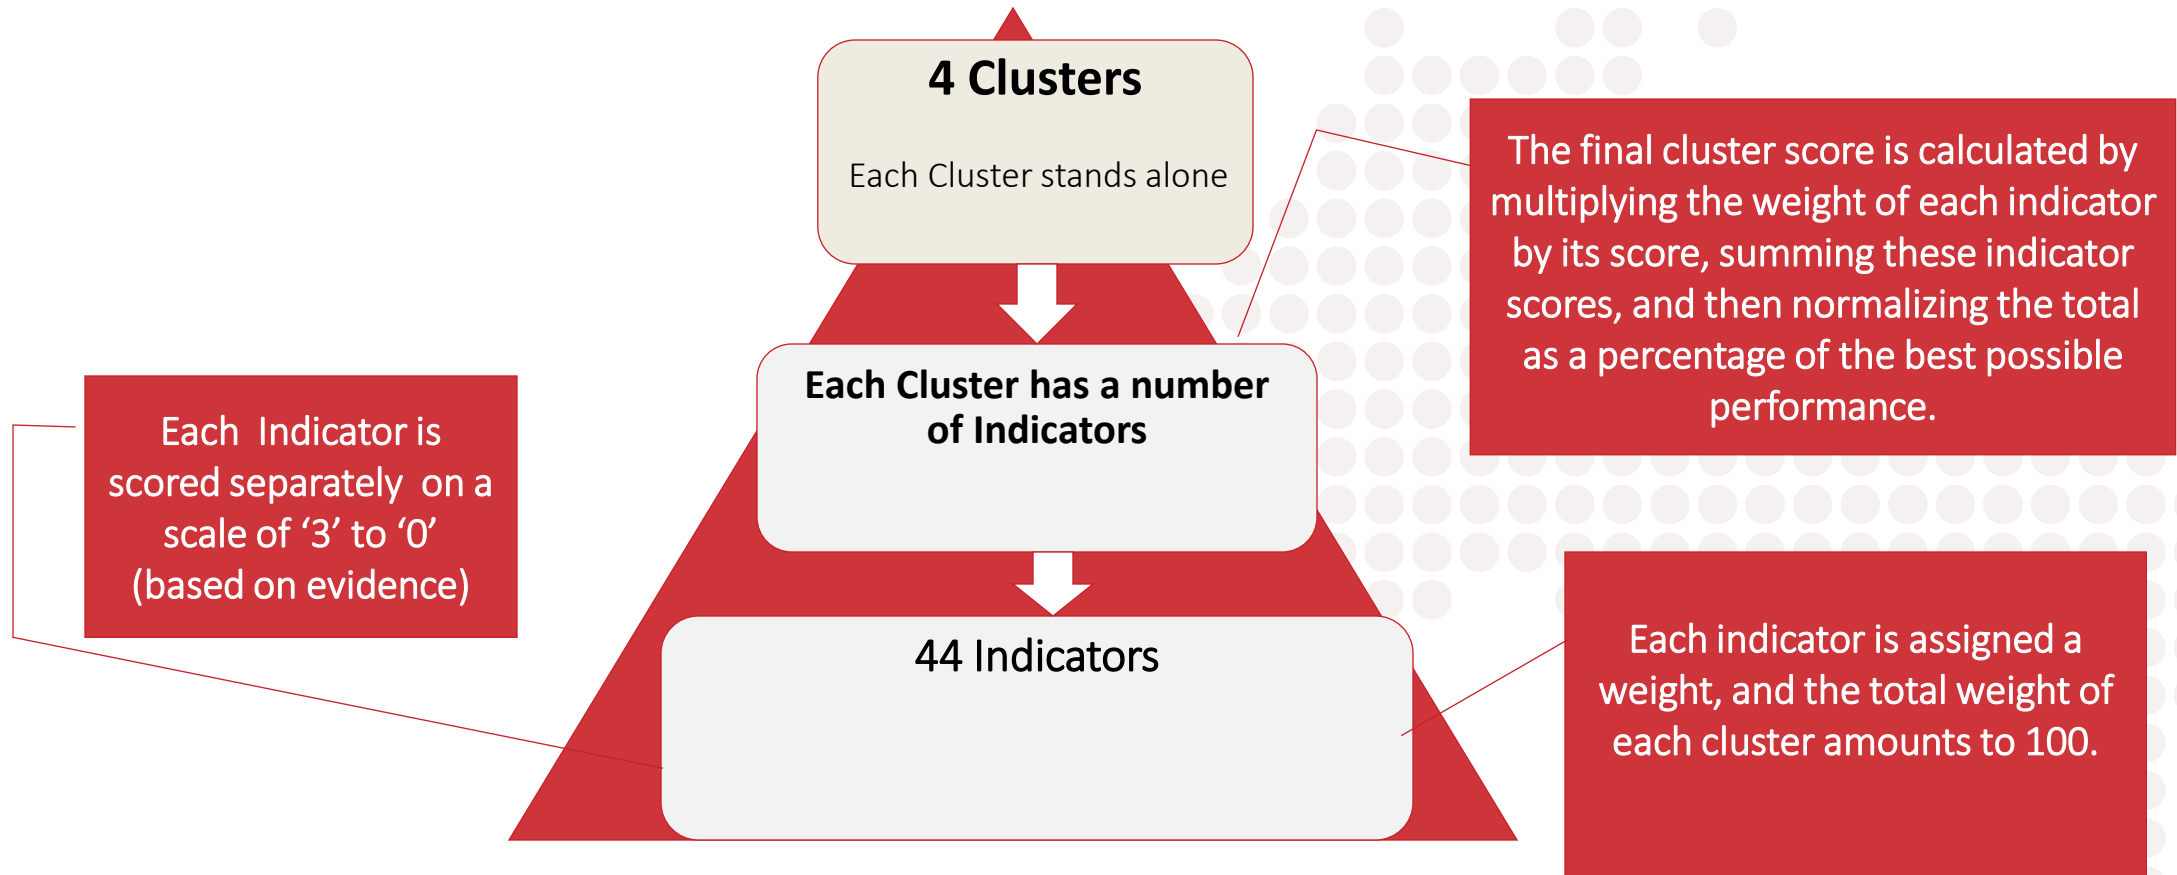 4 Clusters
Each Cluster stands alone
The final cluster score is calculated by
multiplying the weight of each indicator
by its score, summing these indicator
scores, and then normalizing the total
as a percentage of the best possible
performance.
Each Cluster has a number
of Indicators
Each  Indicator is
scored separately  on a
scale of ‘3’ to ‘0’
(based on evidence)
44 Indicators
Each indicator is assigned a
weight, and the total weight of
each cluster amounts to 100.